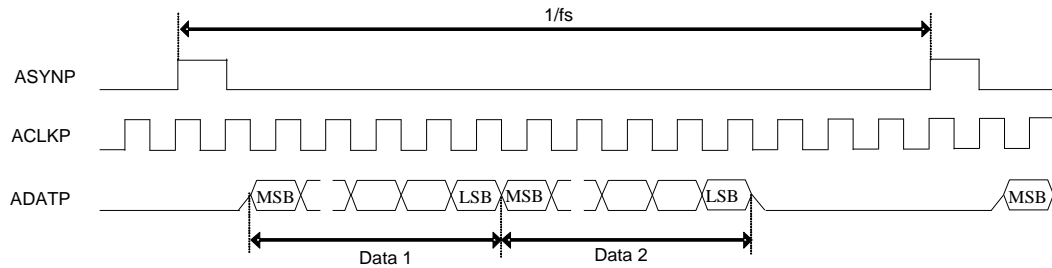 1/fs
ASYNP
ACLKP
ADATP
MSB LSB MSB LSB MSB
Data 1 Data 2